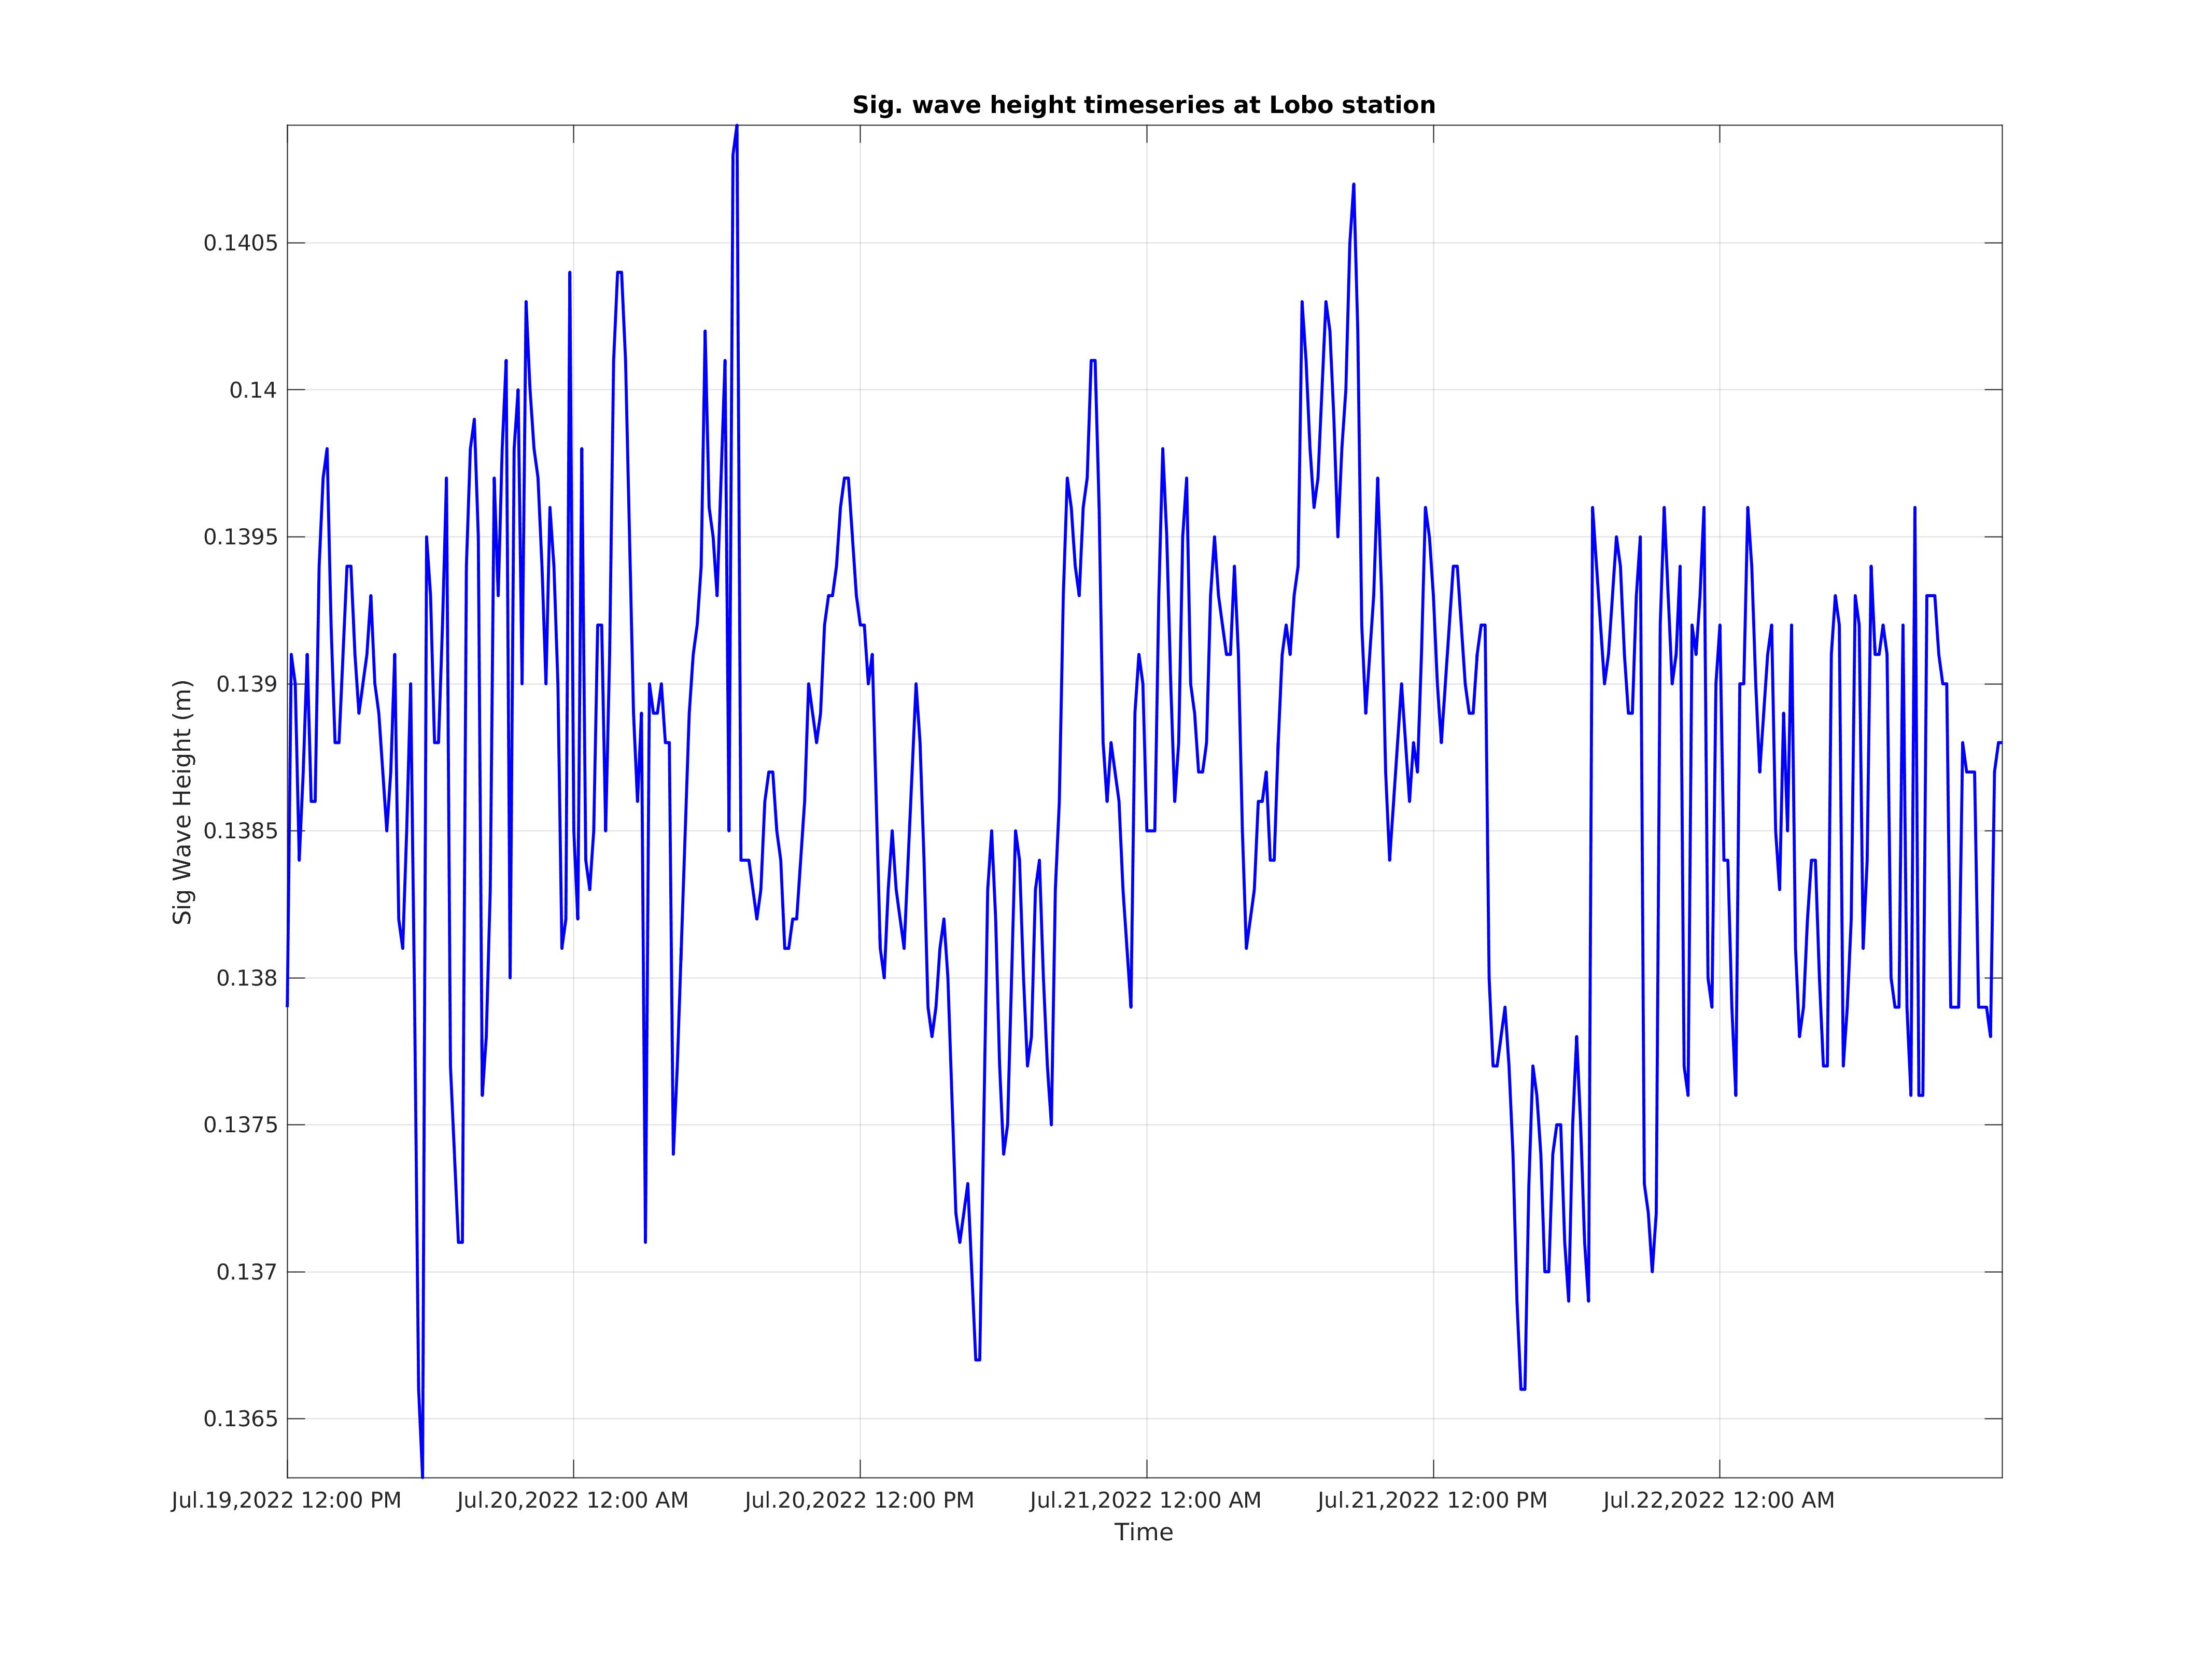 Sig. wave height timeseries at Lobo station
0.1405
0.14
0.1395
0.139
0.1385
0.138
0.1375
0.137
0.1365
Sig Wave Height (m)
Jul.19,2022 12:00 PM Jul.20,2022 12:00 AM Jul.20,2022 12:00 PM Jul.21,2022 12:00 AM Jul.21,2022 12:00 PM Jul.22,2022 12:00 AM
Time